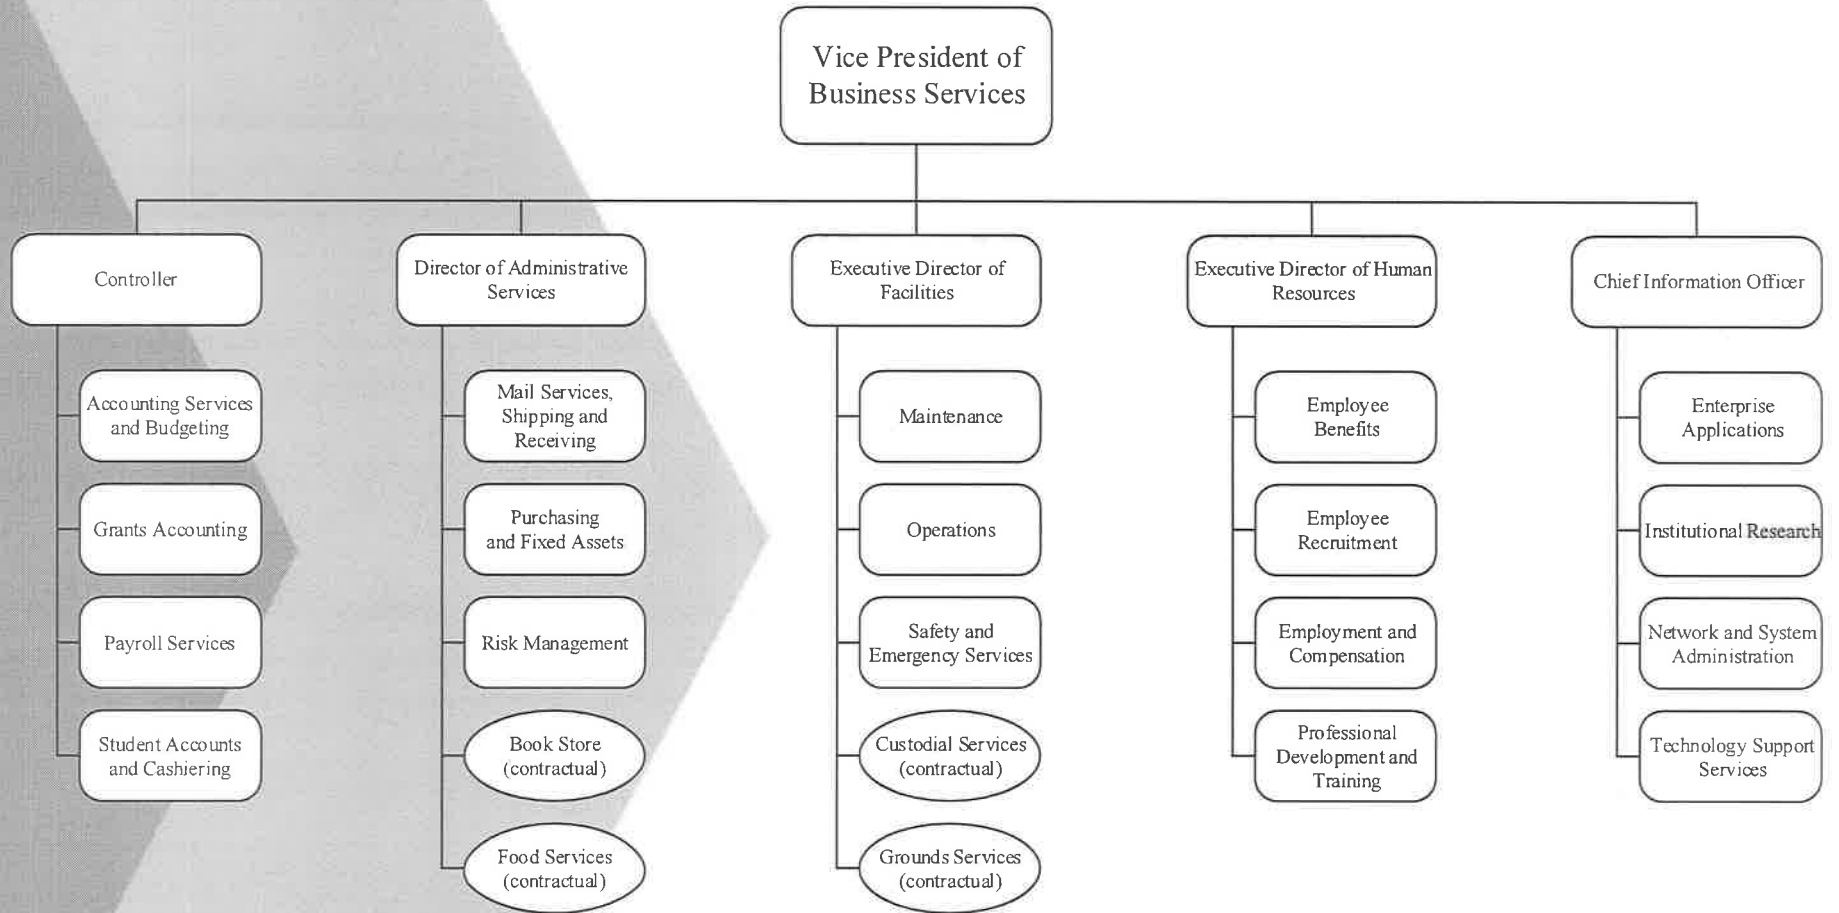 Vice President of
Business Services
Controller
Director of Administrative
Services
Executive Director of
Facilities
Executive Director of Human
Resources
Chief Information Officer
Accounting Services
and Budgeting
Grants Accounting
Payroll Services
Student Accounts
and Cashiering
Mail Services,
Shipping and
Receiving
Purchasing
and Fixed Assets
Risk Management
Book Store
(contractual)
Food Services
(contractual)
Maintenance
Operations
Safety and
Emergency Services
Custodial Services
(contractual)
Grounds Services
(contractual)
Employee
Benefits
Employee
Recruitment
Employment and
Compensation
Professional
Development and
Training
Enterprise
Applications
Institutional Research
Network and System
Administration
Technology Support
Services